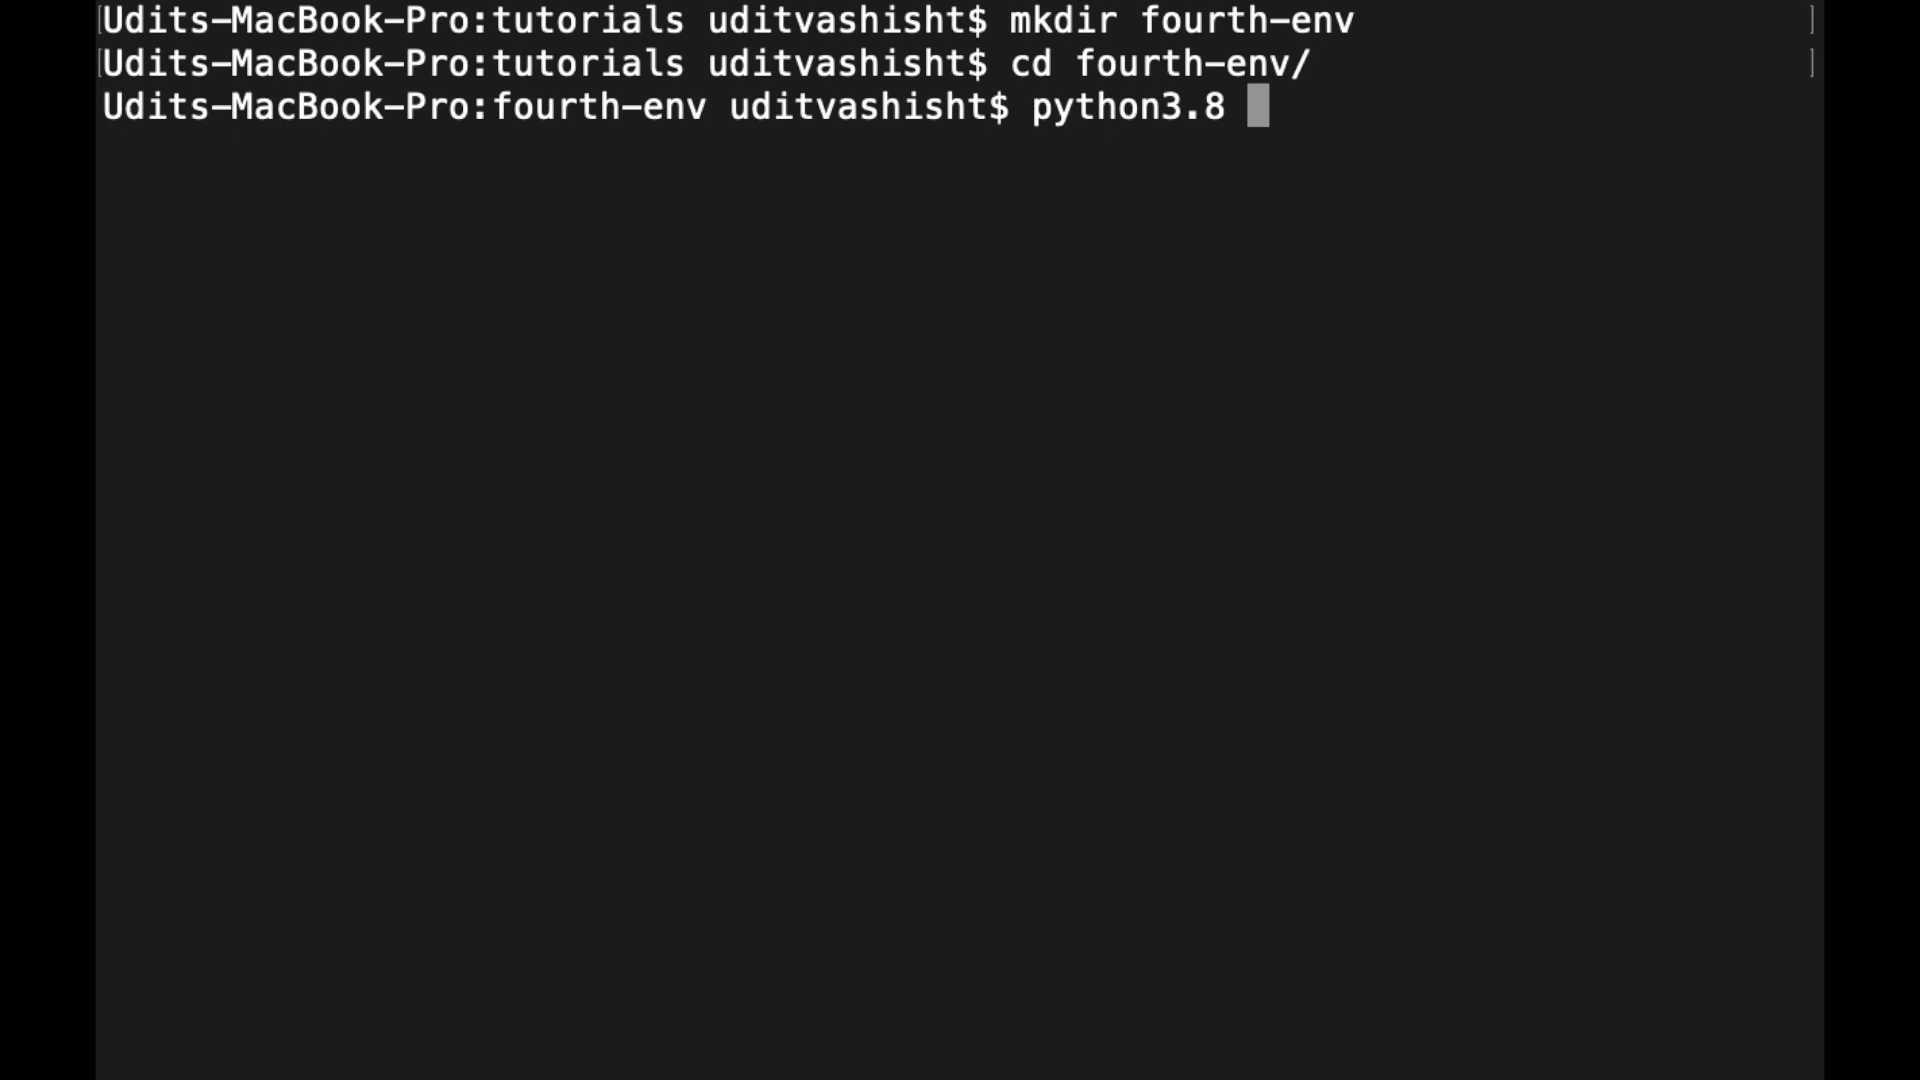 [Udits-MacBook-Pro:tutorials uditvashisht$ mkdir fourth-env ]
[Udits-MacBook-Pro:tutorials uditvashisht$ cd fourth-env/ ]
Udits-MacBook-Pro:fourth-env uditvashisht$ python3.8